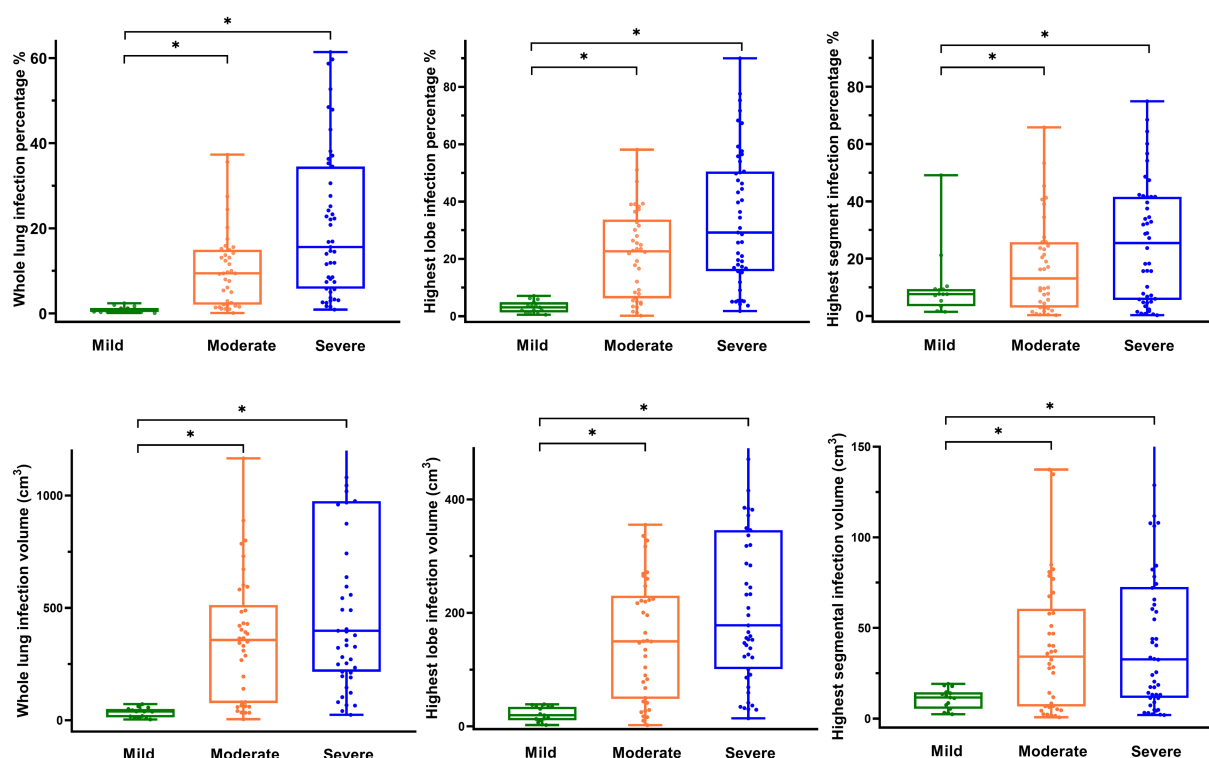 *
*
Whole lung infection percentage %
60
40
20
0
Mild
Moderate
Severe
*
*
Highest lobe infection percentage %
80
60
40
20
0
Mild
Moderate
Severe
*
*
Highest segment infection percentage %
80
60
40
20
0
Mild
Moderate
Severe
*
*
Whole lung infection volume (cm³)
1000
500
0
Mild
Moderate
Severe
*
*
Highest lobe infection volume (cm³)
400
200
0
Mild
Moderate
Severe
*
*
Highest segmental infection volume (cm³)
150
100
50
0
Mild
Moderate
Severe